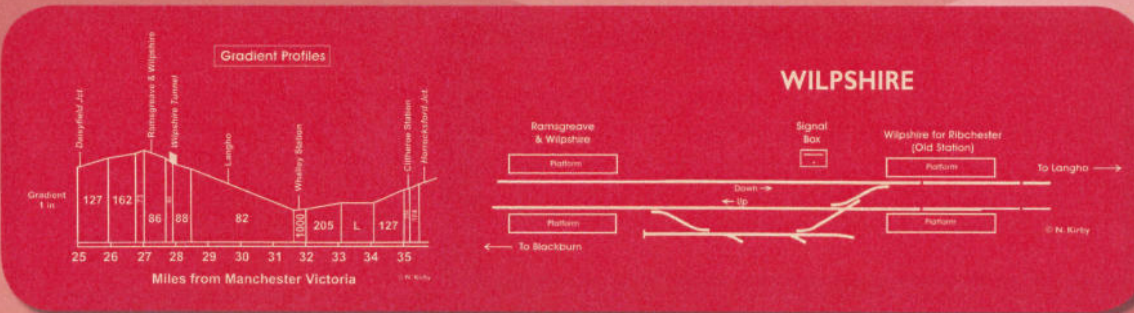 Gradient Profiles
Daisyfield Jct.
Ramsgreave & Wilpshire
Wilpshire Tunnel
Langho
Whalley Station
Clitheroe Station
Horrocksford Jct.
Gradient
1 in
127
162
86
88
82
1000
205
L
127
25 26 27 28 29 30 31 32 33 34 35
Miles from Manchester Victoria
© N. Kirby
WILPSHIRE
Ramsgreave
& Wilpshire
Platform
Signal
Box
Wilpshire for Ribchester
(Old Station)
Platform
To Langho
Down
Up
Platform
Platform
To Blackburn
© N. Kirby